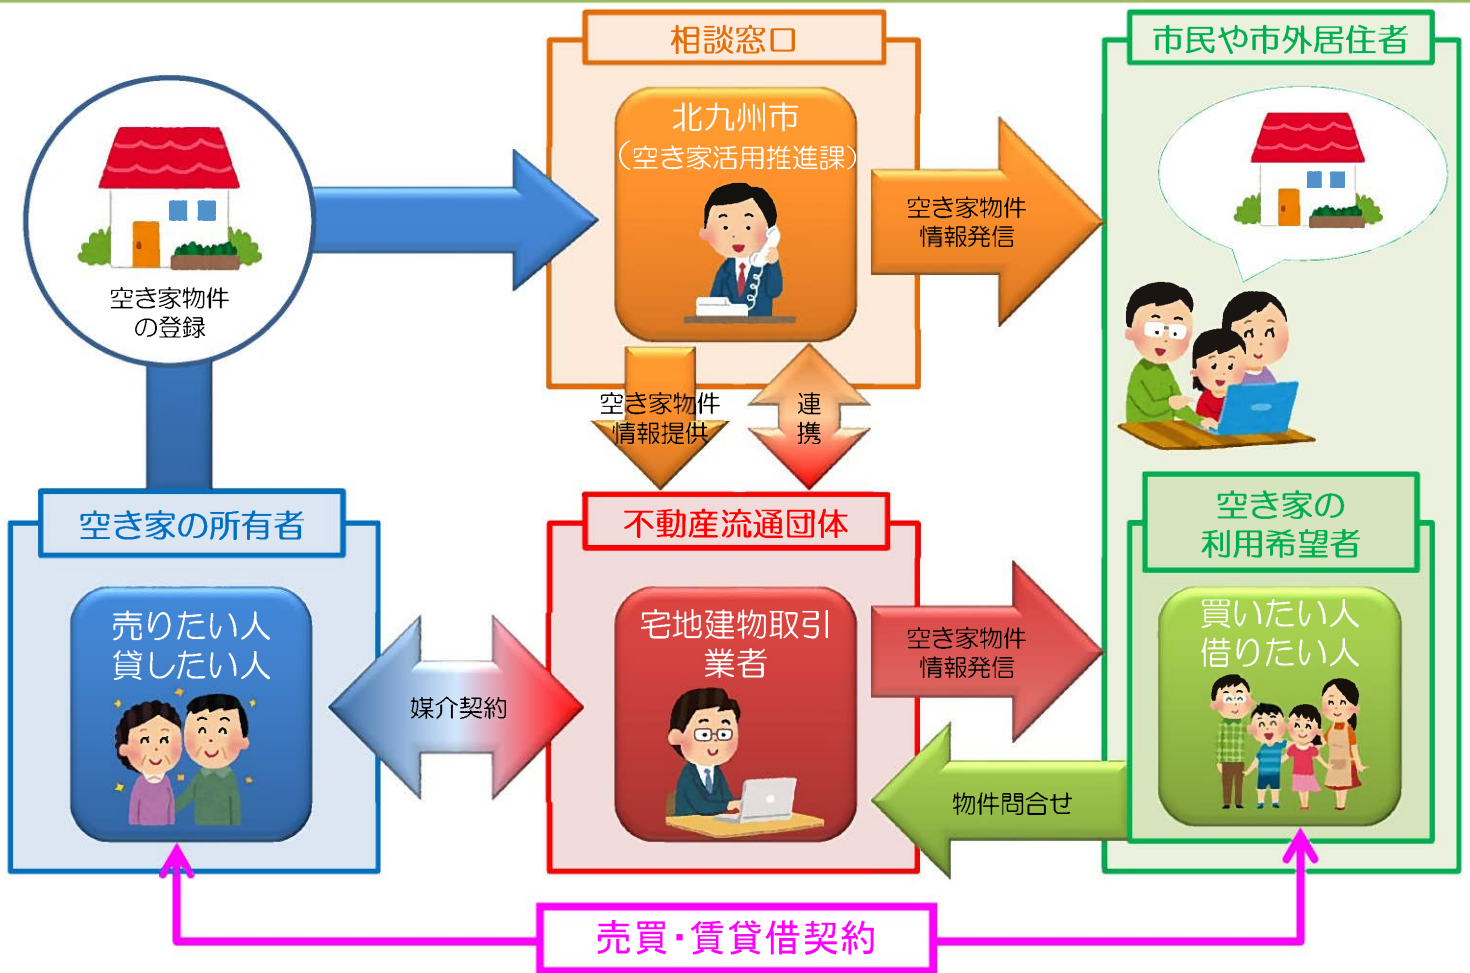 相談窓口
北九州市
（空き家活用推進課）
市民や市外居住者
空き家物件
の登録
空き家物件
情報発信
空き家物件
情報提供
連
携
空き家の所有者
売りたい人
貸したい人
媒介契約
不動産流通団体
宅地建物取引
業者
空き家物件
情報発信
物件問合せ
空き家の
利用希望者
買いたい人
借りたい人
売買・賃貸借契約